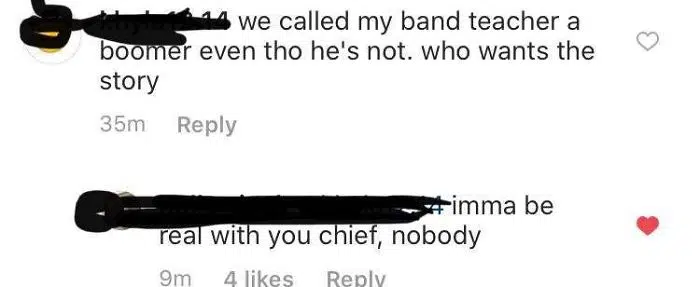 we called my band teacher a
boomer even tho he's not. who wants the
story
35m Reply
imma be
real with you chief, nobody
9m 4 likes Reply